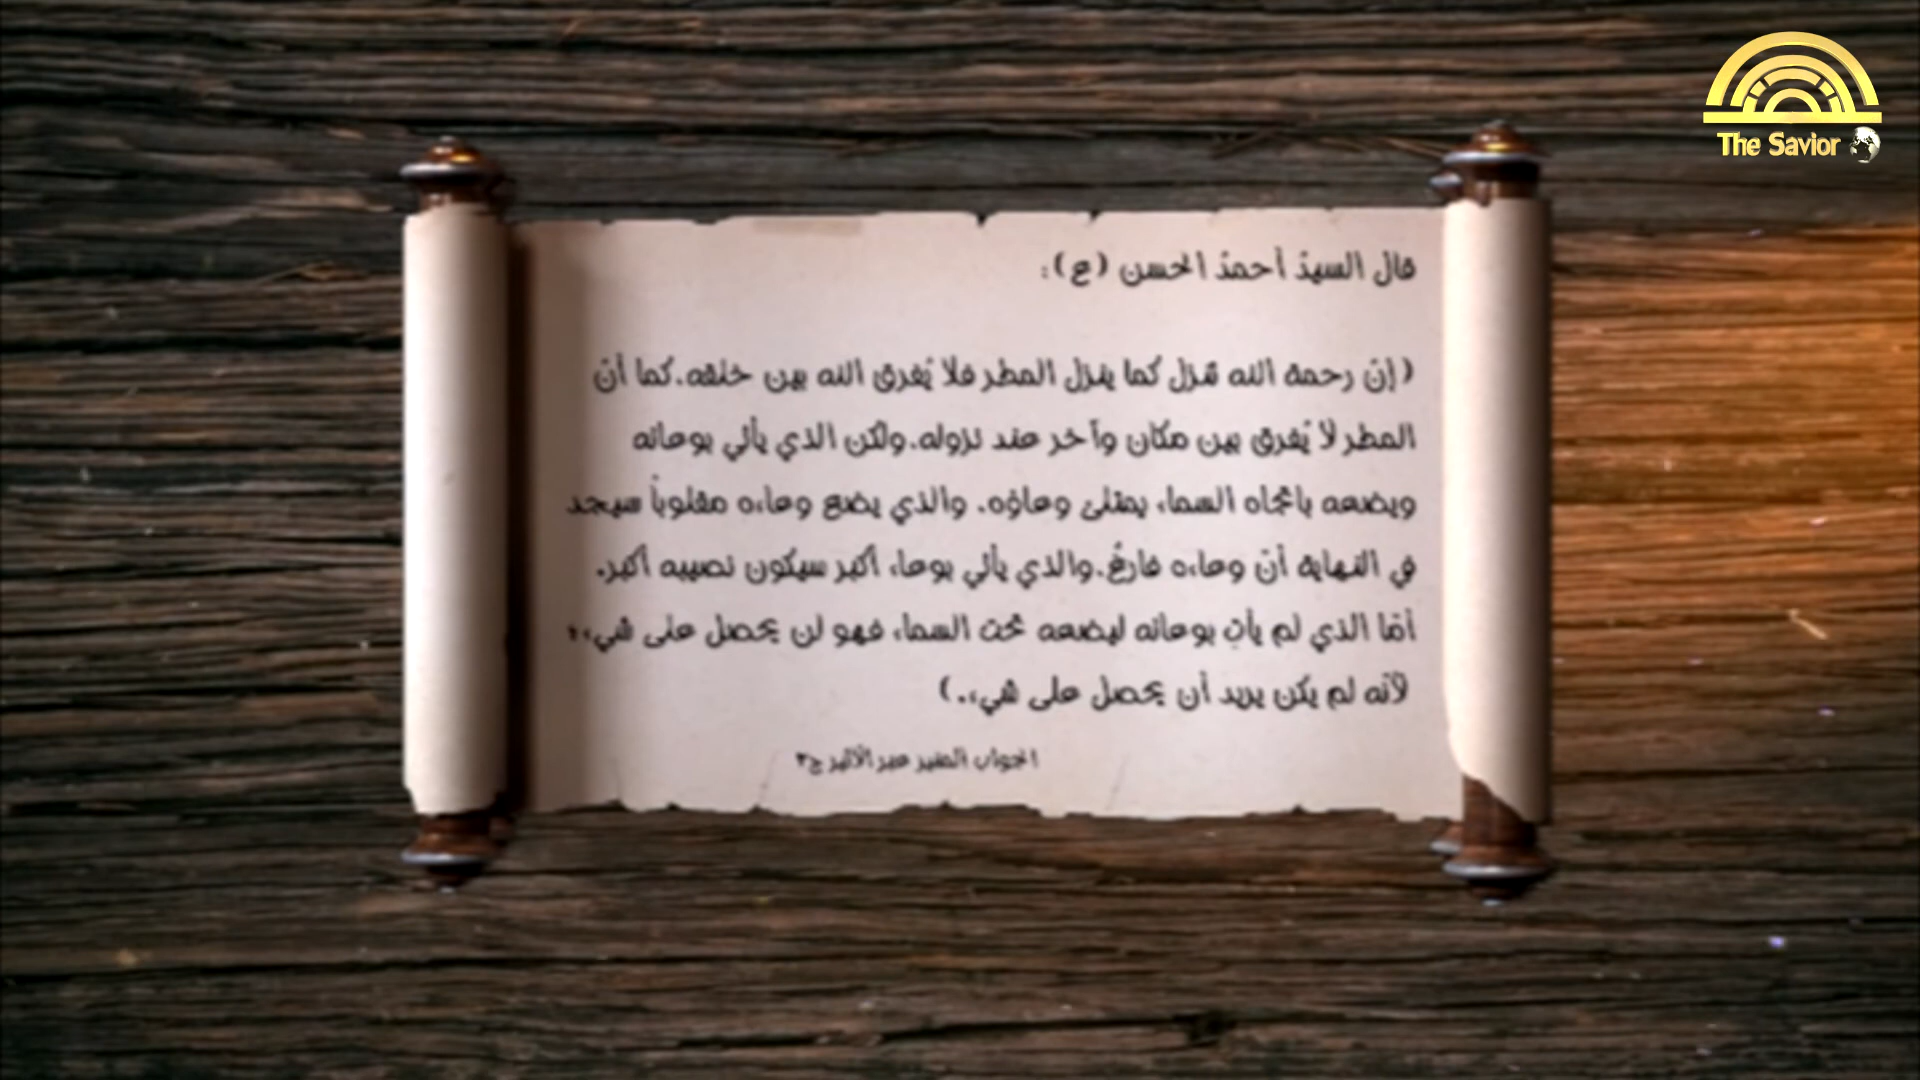 The Savior
قال السيد أحمد الحسن (ع):
(إنّ رحمة الله تنزل كما ينزل المطر فلا يُفرق الله بين خلقه.كما أنّ
المطر لا يُفرق بين مكان وآخر عند نزوله.ولكن الذي يأتي بوعائه
ويضعه باتجاه السماء يمتلئ وعاؤه. والذي يضع وعاءه مقلوباً سيجد
في النهاية أنّ وعاءه فارغٌ.والذي يأتي بوعاء أكبر سيكون نصيبه أكبر.
أمّا الذي لم يأتِ بوعائه ليضعه تحت السماء فهو لن يحصل على شيء؛
لأنّه لم يكن يريد أن يحصل على شيء.)
الجواب المنير عبر الأثير ج٣